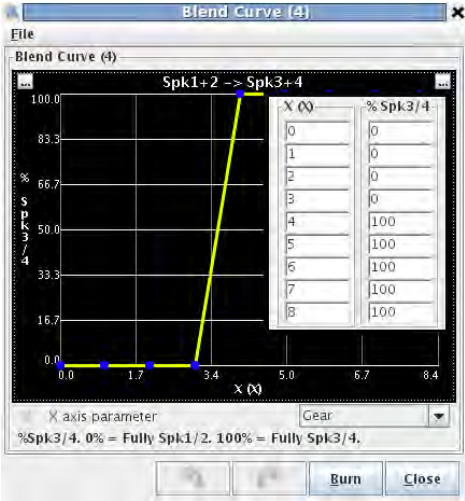 Blend Curve (4)
File
Blend Curve (4)
...
Spk1+2 -> Spk3+4
...
100.0
83.3
66.7
50.0
33.3
16.7
0.0
% Spk3/4
0.0 1.7 3.4 5.0 6.7 8.4
X (X)
X (X) % Spk3/4
0 0
1 0
2 0
3 0
4 100
5 100
6 100
7 100
8 100
X axis parameter Gear
%Spk3/4. 0% = Fully Spk1/2. 100% = Fully Spk3/4.
Burn Close